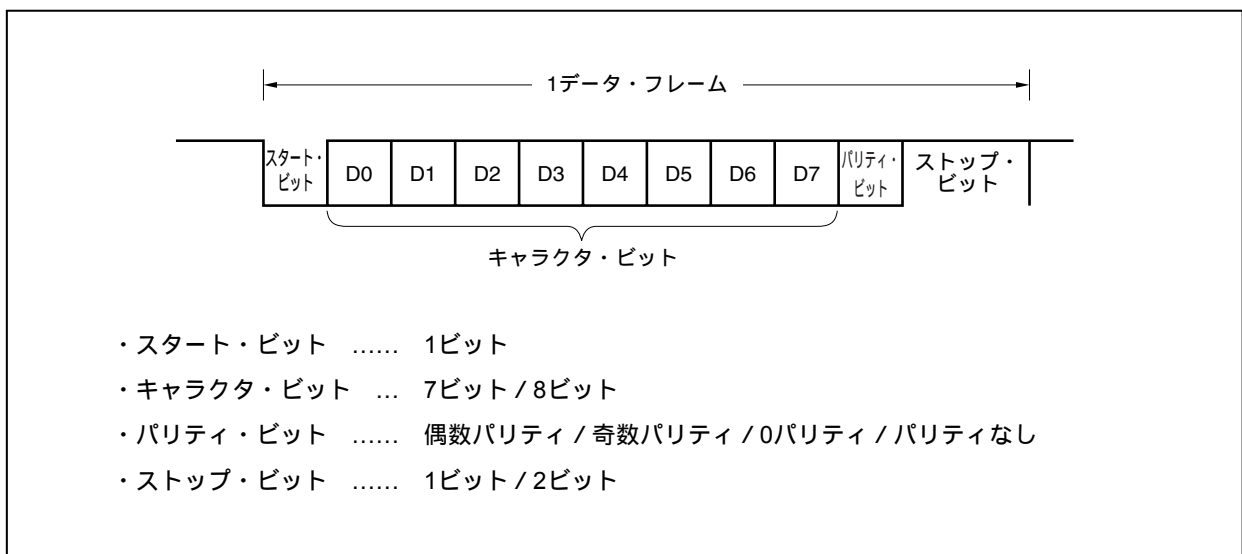 1データ・フレーム
スタート・ビット D0 D1 D2 D3 D4 D5 D6 D7 パリティ・ビット ストップ・ビット
キャラクタ・ビット
・スタート・ビット …… 1ビット
・キャラクタ・ビット … 7ビット / 8ビット
・パリティ・ビット …… 偶数パリティ / 奇数パリティ / 0パリティ / パリティなし
・ストップ・ビット …… 1ビット / 2ビット